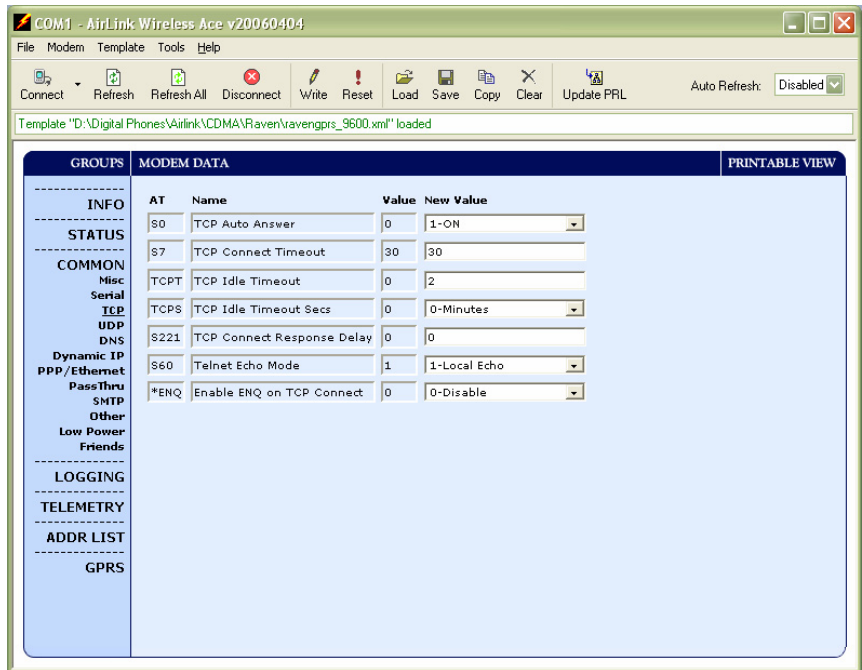 COM1 - AirLink Wireless Ace v20060404
File Modem Template Tools Help
Connect Refresh Refresh All Disconnect Write Reset Load Save Copy Clear Update PRL Auto Refresh: Disabled
Template "D:\Digital Phones\Airlink\CDMA\Raven\ravengprs_9600.xml" loaded
GROUPS MODEM DATA PRINTABLE VIEW
INFO
STATUS
COMMON
Misc
Serial
TCP
UDP
DNS
Dynamic IP
PPP/Ethernet
PassThru
SMTP
Other
Low Power
Friends
LOGGING
TELEMETRY
ADDR LIST
GPRS
AT Name Value New Value
S0 TCP Auto Answer 0 1-ON
S7 TCP Connect Timeout 30 30
TCPT TCP Idle Timeout 0 2
TCPS TCP Idle Timeout Secs 0 0-Minutes
S221 TCP Connect Response Delay 0 0
S60 Telnet Echo Mode 1 1-Local Echo
*ENQ Enable ENQ on TCP Connect 0 0-Disable